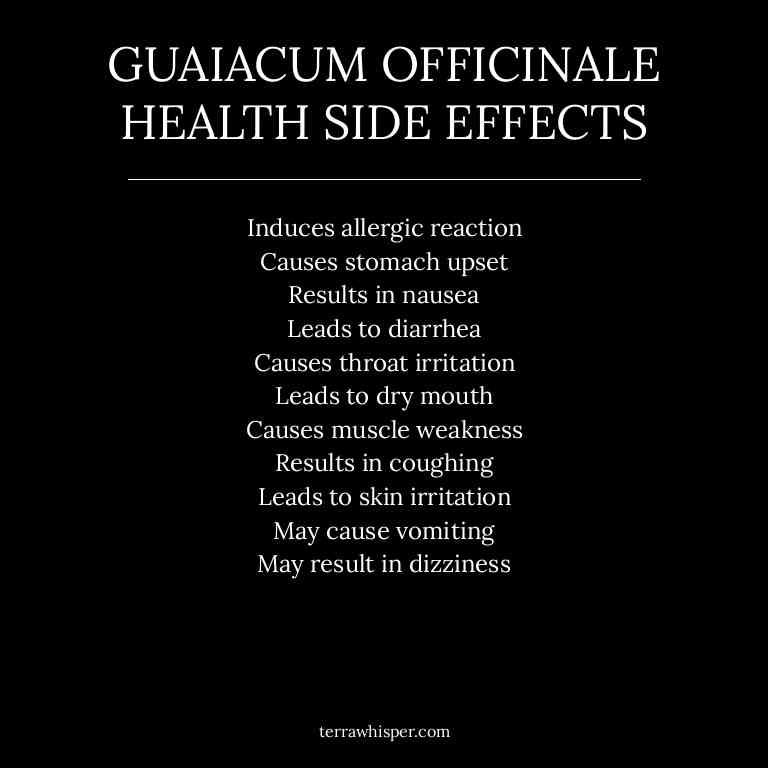 GUAIACUM OFFICINALE
HEALTH SIDE EFFECTS
Induces allergic reaction
Causes stomach upset
Results in nausea
Leads to diarrhea
Causes throat irritation
Leads to dry mouth
Causes muscle weakness
Results in coughing
Leads to skin irritation
May cause vomiting
May result in dizziness
terrawhisper.com